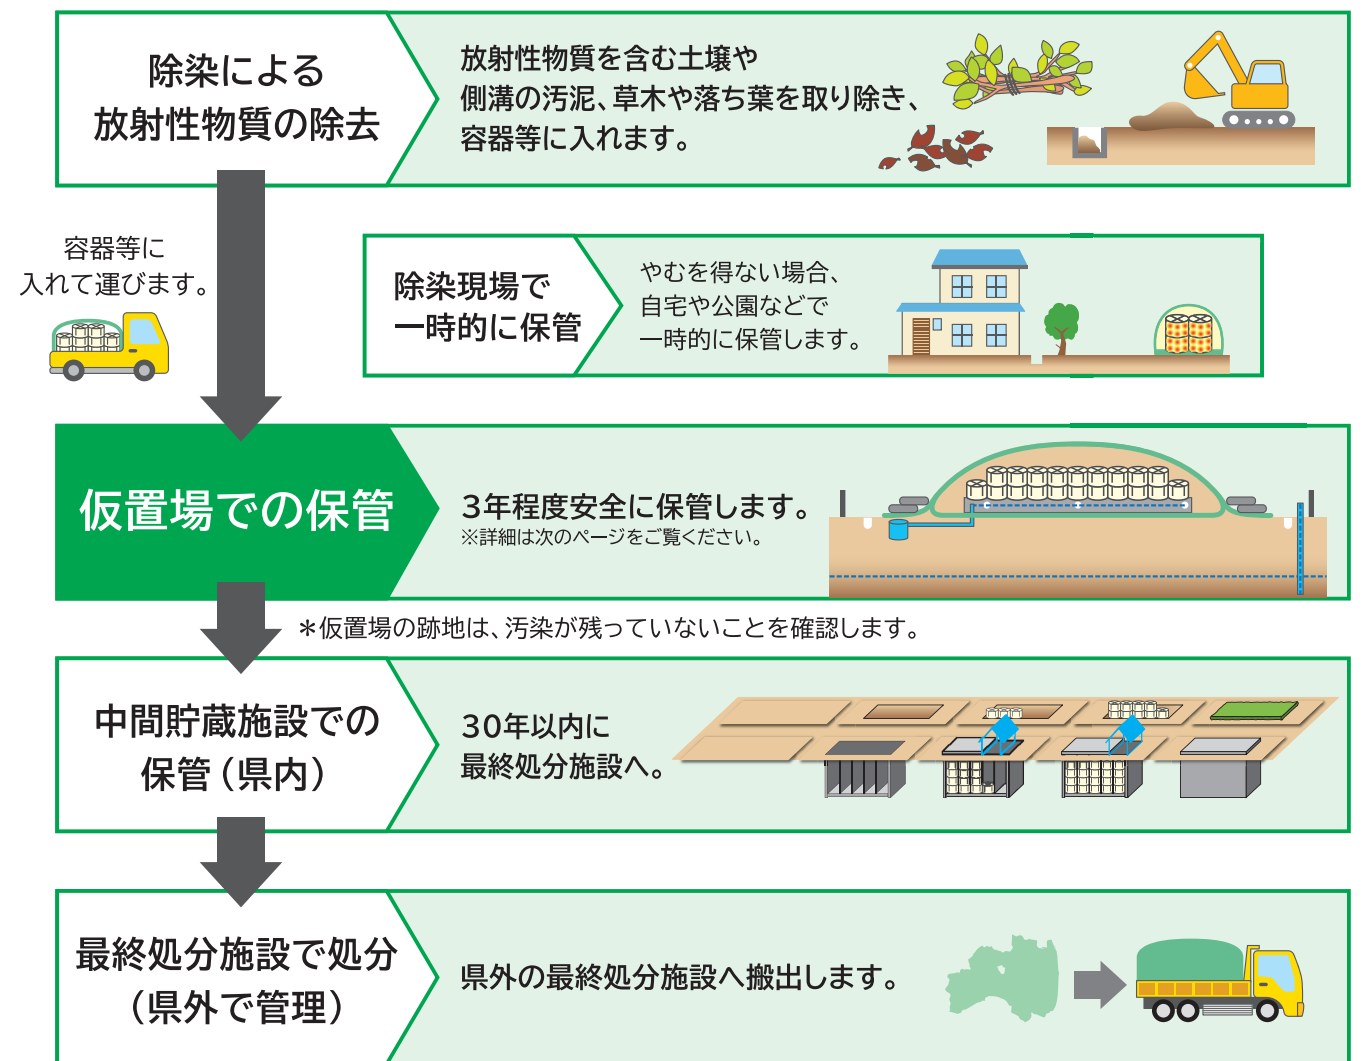 除染による
放射性物質の除去
放射性物質を含む土壌や
側溝の汚泥、草木や落ち葉を取り除き、
容器等に入れます。
容器等に
入れて運びます。
除染現場で
一時的に保管
やむを得ない場合、
自宅や公園などで
一時的に保管します。
仮置場での保管
3年程度安全に保管します。
※詳細は次のページをご覧ください。
＊仮置場の跡地は、汚染が残っていないことを確認します。
中間貯蔵施設での
保管（県内）
30年以内に
最終処分施設へ。
最終処分施設で処分
（県外で管理）
県外の最終処分施設へ搬出します。